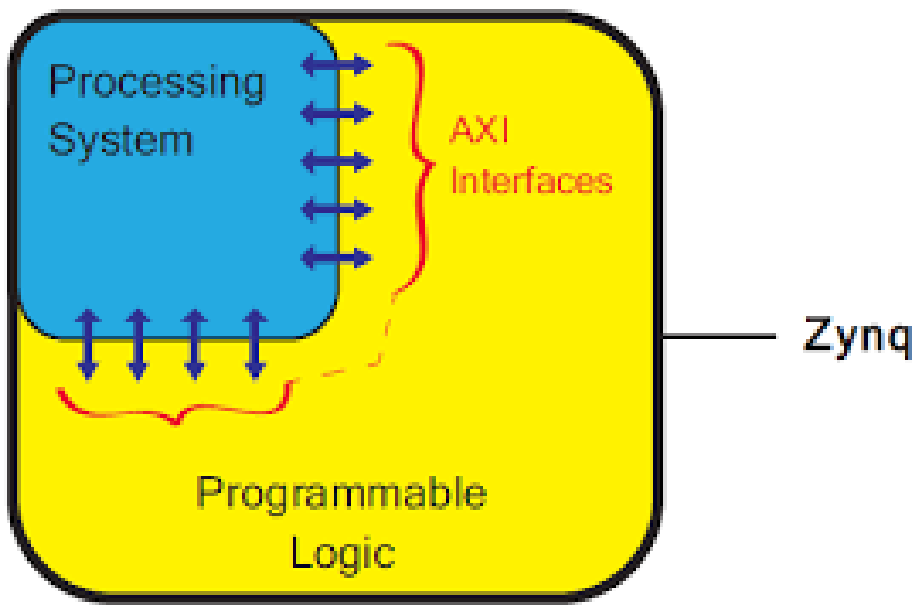 Processing
System
AXI
Interfaces
Zynq
Programmable
Logic